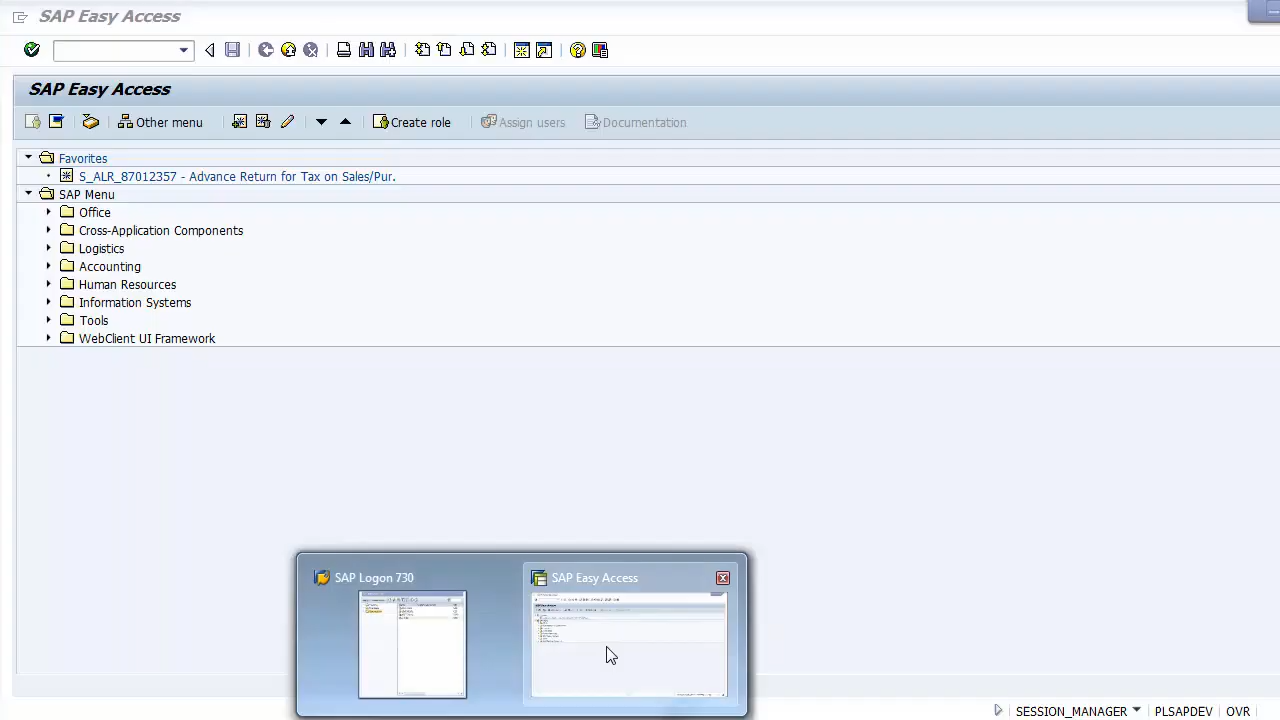 SAP Easy Access
SAP Easy Access
Other menu
Create role
Assign users
Documentation
Favorites
S_ALR_87012357 - Advance Return for Tax on Sales/Pur.
SAP Menu
Office
Cross-Application Components
Logistics
Accounting
Human Resources
Information Systems
Tools
WebClient UI Framework
SAP Logon 730
SAP Easy Access
SESSION_MANAGER
PLSAPDEV
OVR